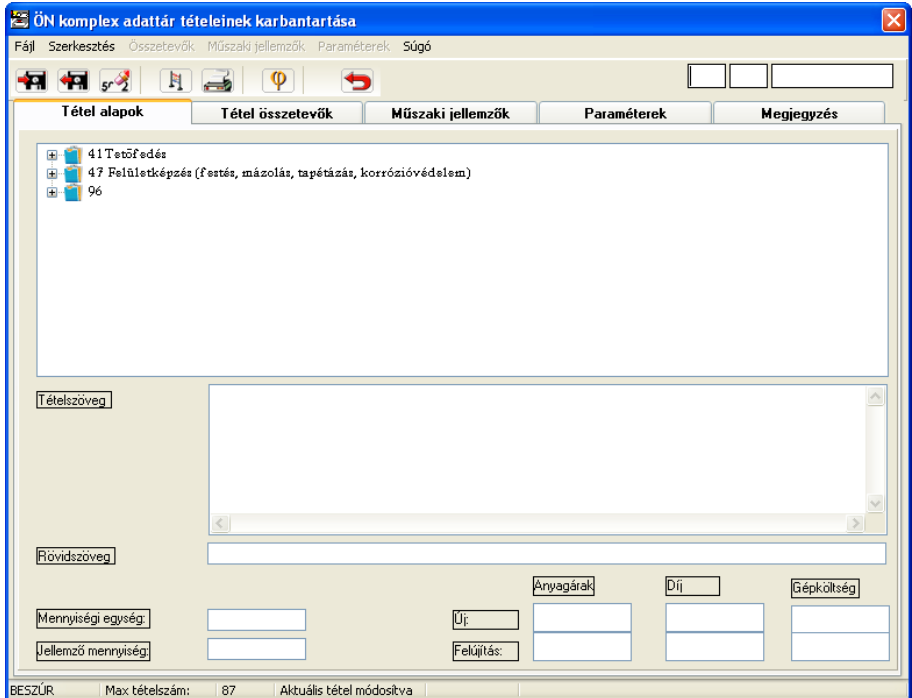 ÖN komplex adattár tételeinek karbantartása
Fájl Szerkesztés Összetevők Műszaki jellemzők Paraméterek Súgó
Tétel alapok Tétel összetevők Műszaki jellemzők Paraméterek Megjegyzés
41 Tetőfedés
47 Felületképzés (festés, mázolás, tapétázás, korrózióvédelem)
96
Tételszöveg
Rövidszöveg
Anyagárak Díj Gépköltség
Mennyiségi egység: Új:
Jellemző mennyiség: Felújítás:
BESZÚR Max tételszám: 87 Aktuális tétel módosítva